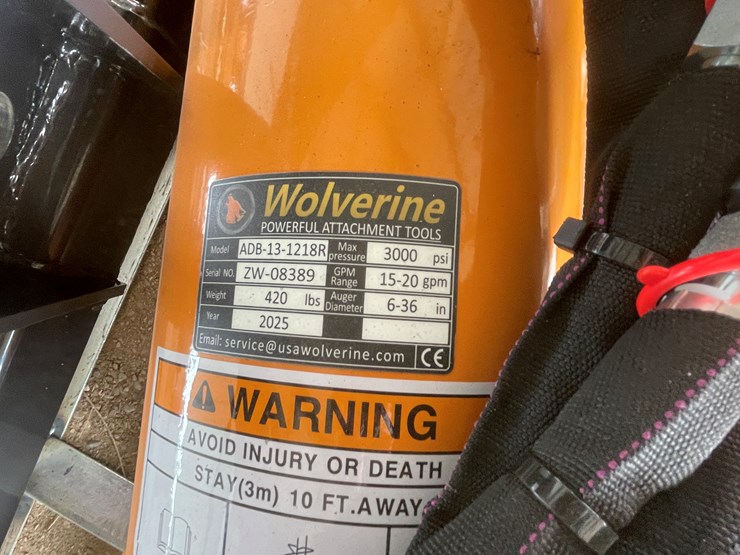 Wolverine
POWERFUL ATTACHMENT TOOLS
Model ADB-13-1218R Max pressure 3000 psi
Serial NO. ZW-08389 GPM Range 15-20 gpm
Weight 420 lbs Auger Diameter 6-36 in
Year 2025
Email: service@usawolverine.com CE
WARNING
AVOID INJURY OR DEATH
STAY(3m) 10 FT.AWAY